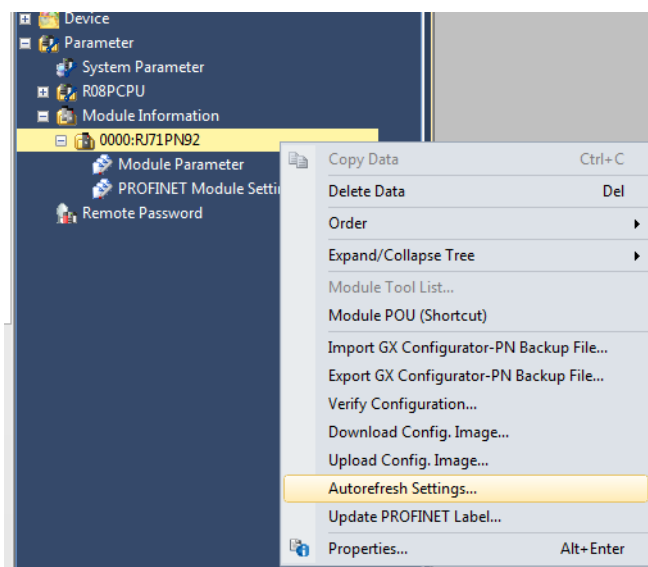 Device
Parameter
System Parameter
R08PCPU
Module Information
0000:RJ71PN92
Module Parameter
PROFINET Module Setti
Remote Password
Copy Data Ctrl+C
Delete Data Del
Order
Expand/Collapse Tree
Module Tool List...
Module POU (Shortcut)
Import GX Configurator-PN Backup File...
Export GX Configurator-PN Backup File...
Verify Configuration...
Download Config. Image...
Upload Config. Image...
Autorefresh Settings...
Update PROFINET Label...
Properties... Alt+Enter